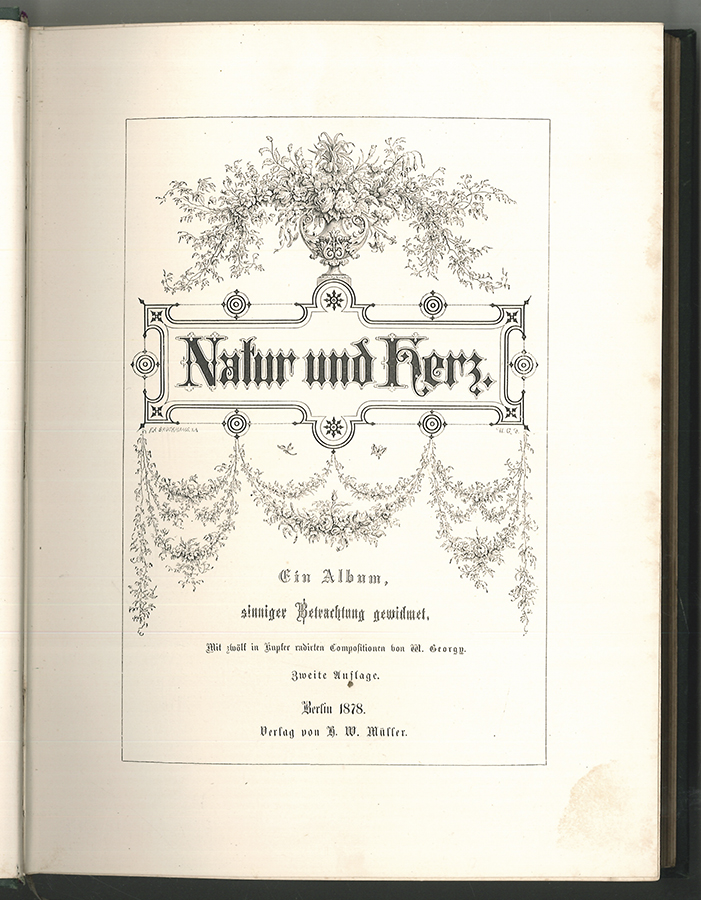 Natur und Herz.
Ein Album,
sinniger Betrachtung gewidmet.
Mit zwölf in Kupfer radirten Compositionen von W. Georgy.
Zweite Auflage.
Berlin 1878.
Verlag von H. W. Müller.